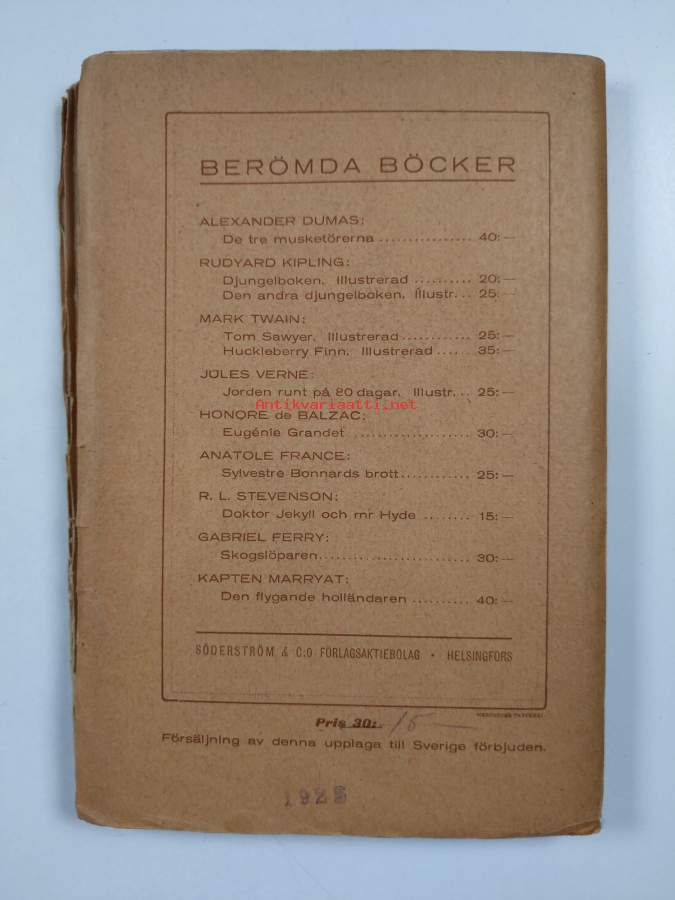 BERÖMDA BÖCKER
ALEXANDER DUMAS:
De tre musketörerna ................ 40:—
RUDYARD KIPLING:
Djungelboken. Illustrerad .......... 20:—
Den andra djungelboken. Illustr... 25:—
MARK TWAIN:
Tom Sawyer. Illustrerad ............ 25:—
Huckleberry Finn. Illustrerad ...... 35:—
JULES VERNE:
Jorden runt på 80 dagar. Illustr... 25:—
Antikvariaatti.net
HONORE de BALZAC:
Eugénie Grandet .................... 30:—
ANATOLE FRANCE:
Sylvestre Bonnards brott............ 25:—
R. L. STEVENSON:
Doktor Jekyll och mr Hyde ........ 15:—
GABRIEL FERRY:
Skogslöparen.......................... 30:—
KAPTEN MARRYAT:
Den flygande holländaren .......... 40:—
SÖDERSTRÖM & C:O FÖRLAGSAKTIEBOLAG • HELSINGFORS
Pris 30: 15 —
Försäljning av denna upplaga till Sverige förbjuden.
1925